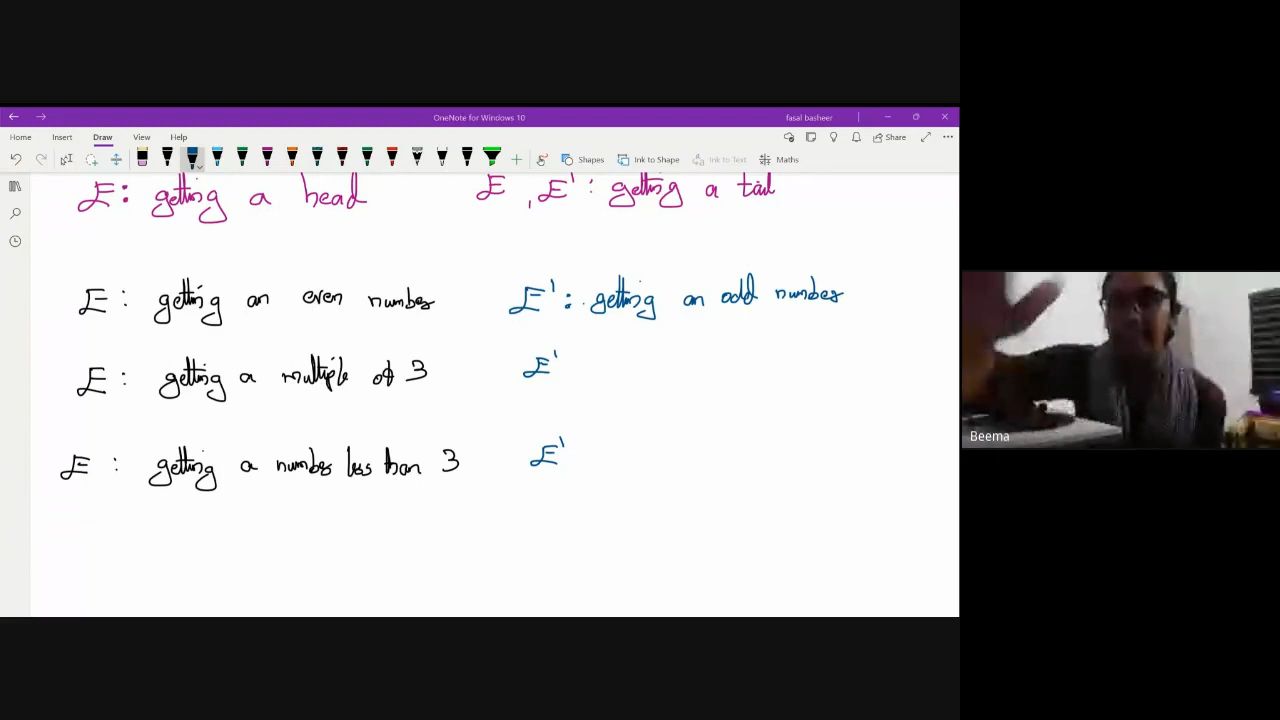 OneNote for Windows 10
fasal basheer
Home Insert Draw View Help
Share
Shapes Ink to Shape Ink to Text Maths
E: getting a head E, E': getting a tail
E: getting an even number E': getting an odd number
E: getting a multiple of 3 E'
E: getting a number less than 3 E'
Beema